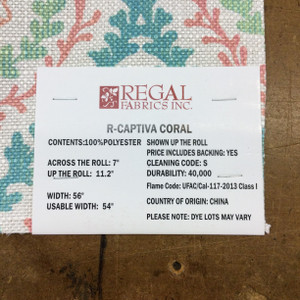 REGAL
FABRICS INC.
R-CAPTIVA CORAL
CONTENTS:100%POLYESTER
ACROSS THE ROLL: 7"
UP THE ROLL: 11.2"
WIDTH: 56"
USABLE WIDTH: 54"
SHOWN UP THE ROLL
PRICE INCLUDES BACKING: YES
CLEANING CODE: S
DURABILITY: 40,000
Flame Code: UFAC/Cal-117-2013 Class I
COUNTRY OF ORIGIN: CHINA
PLEASE NOTE: DYE LOTS MAY VARY